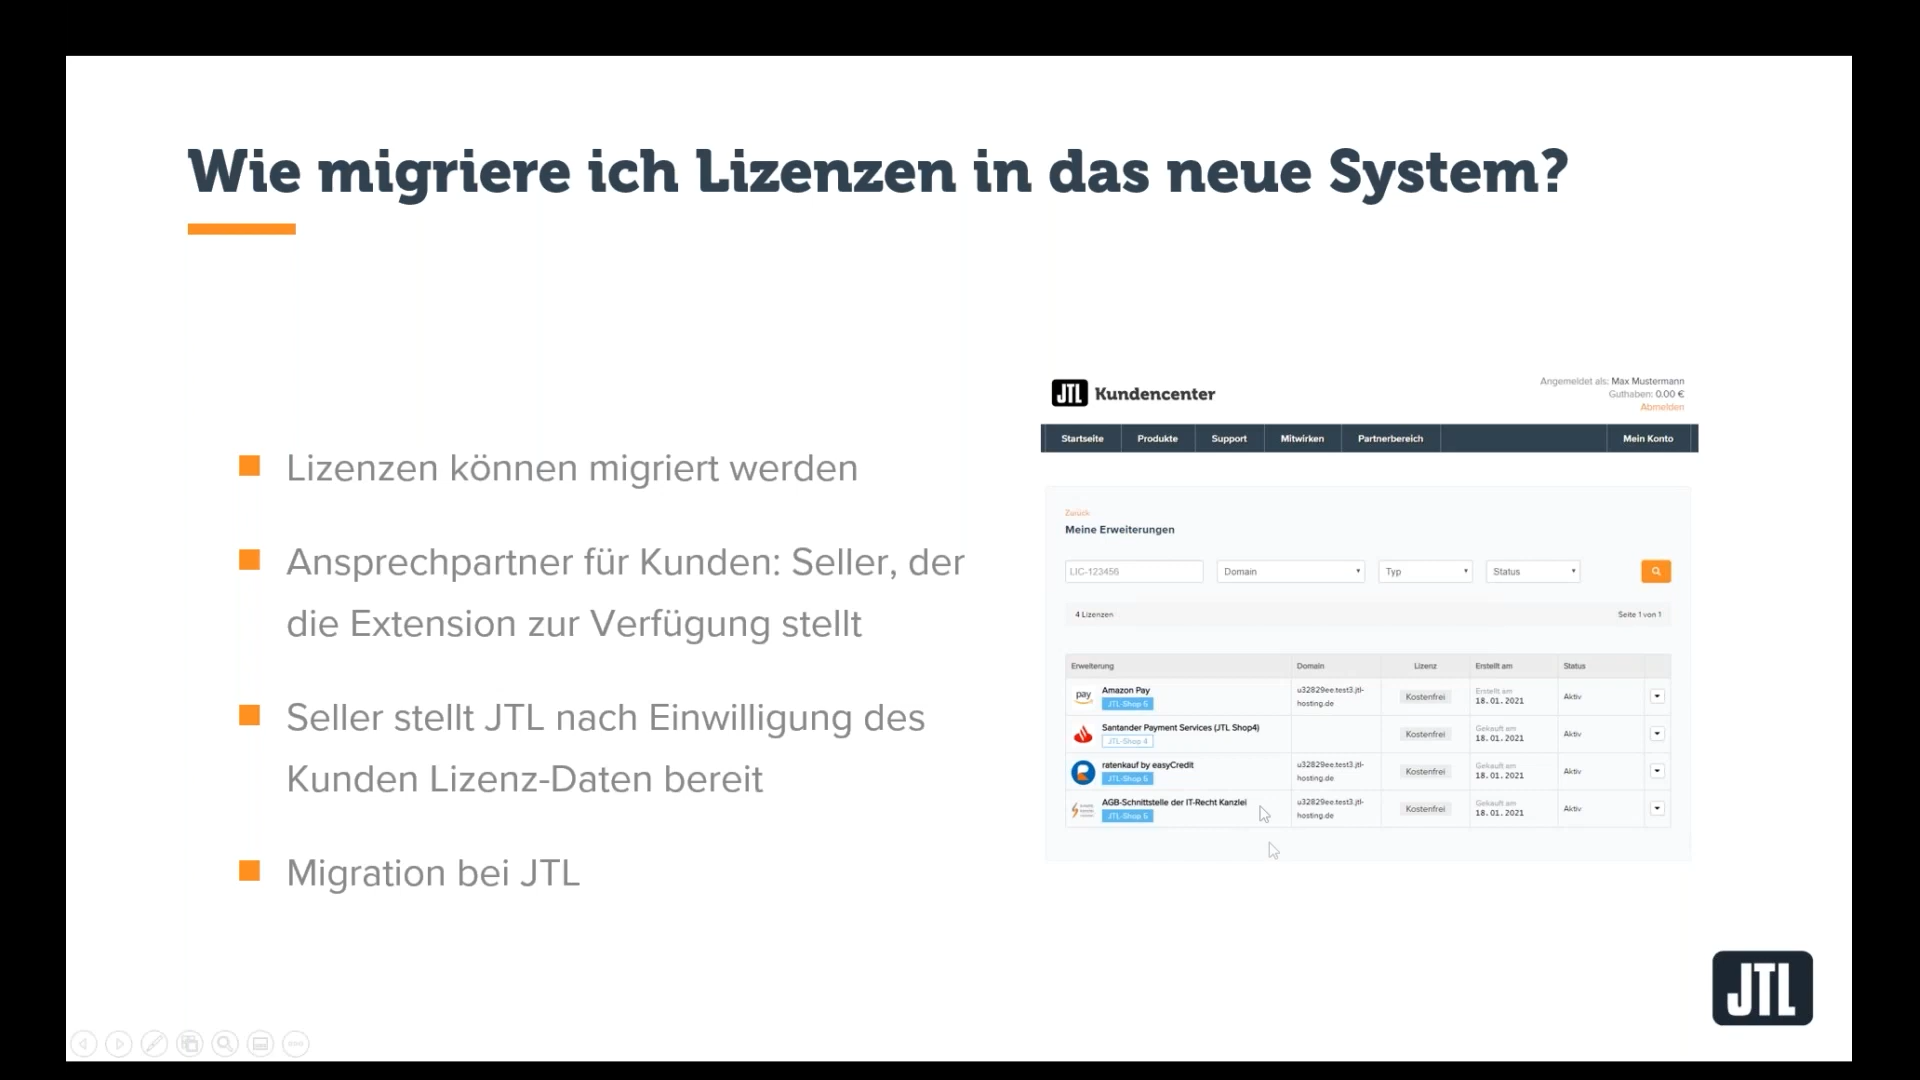 Wie migriere ich Lizenzen in das neue System?
Lizenzen können migriert werden
Ansprechpartner für Kunden: Seller, der
die Extension zur Verfügung stellt
Seller stellt JTL nach Einwilligung des
Kunden Lizenz-Daten bereit
Migration bei JTL
JTL Kundencenter
Angemeldet als: Max Mustermann
Guthaben: 0.00 €
Abmelden
Startseite Produkte Support Mitwirken Partnerbereich Mein Konto
Zurück
Meine Erweiterungen
LIC-123456 Domain Typ Status
4 Lizenzen Seite 1 von 1
Erweiterung Domain Lizenz Erstellt am Status
pay Amazon Pay
JTL-Shop 5
u32829ee.test3.jtl-
hosting.de
Kostenfrei
Erstellt am
18.01.2021
Aktiv
Santander Payment Services (JTL Shop4)
JTL-Shop 4
Kostenfrei
Gekauft am
18.01.2021
Aktiv
ratenkauf by easyCredit
JTL-Shop 5
u32829ee.test3.jtl-
hosting.de
Kostenfrei
Gekauft am
18.01.2021
Aktiv
AGB-Schnittstelle der IT-Recht Kanzlei
JTL-Shop 5
u32829ee.test3.jtl-
hosting.de
Kostenfrei
Gekauft am
18.01.2021
Aktiv
JTL